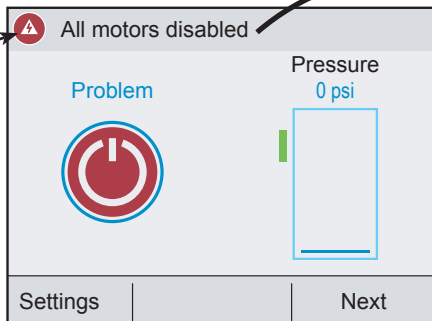 All motors disabled
Problem
Pressure
0 psi
Settings
Next